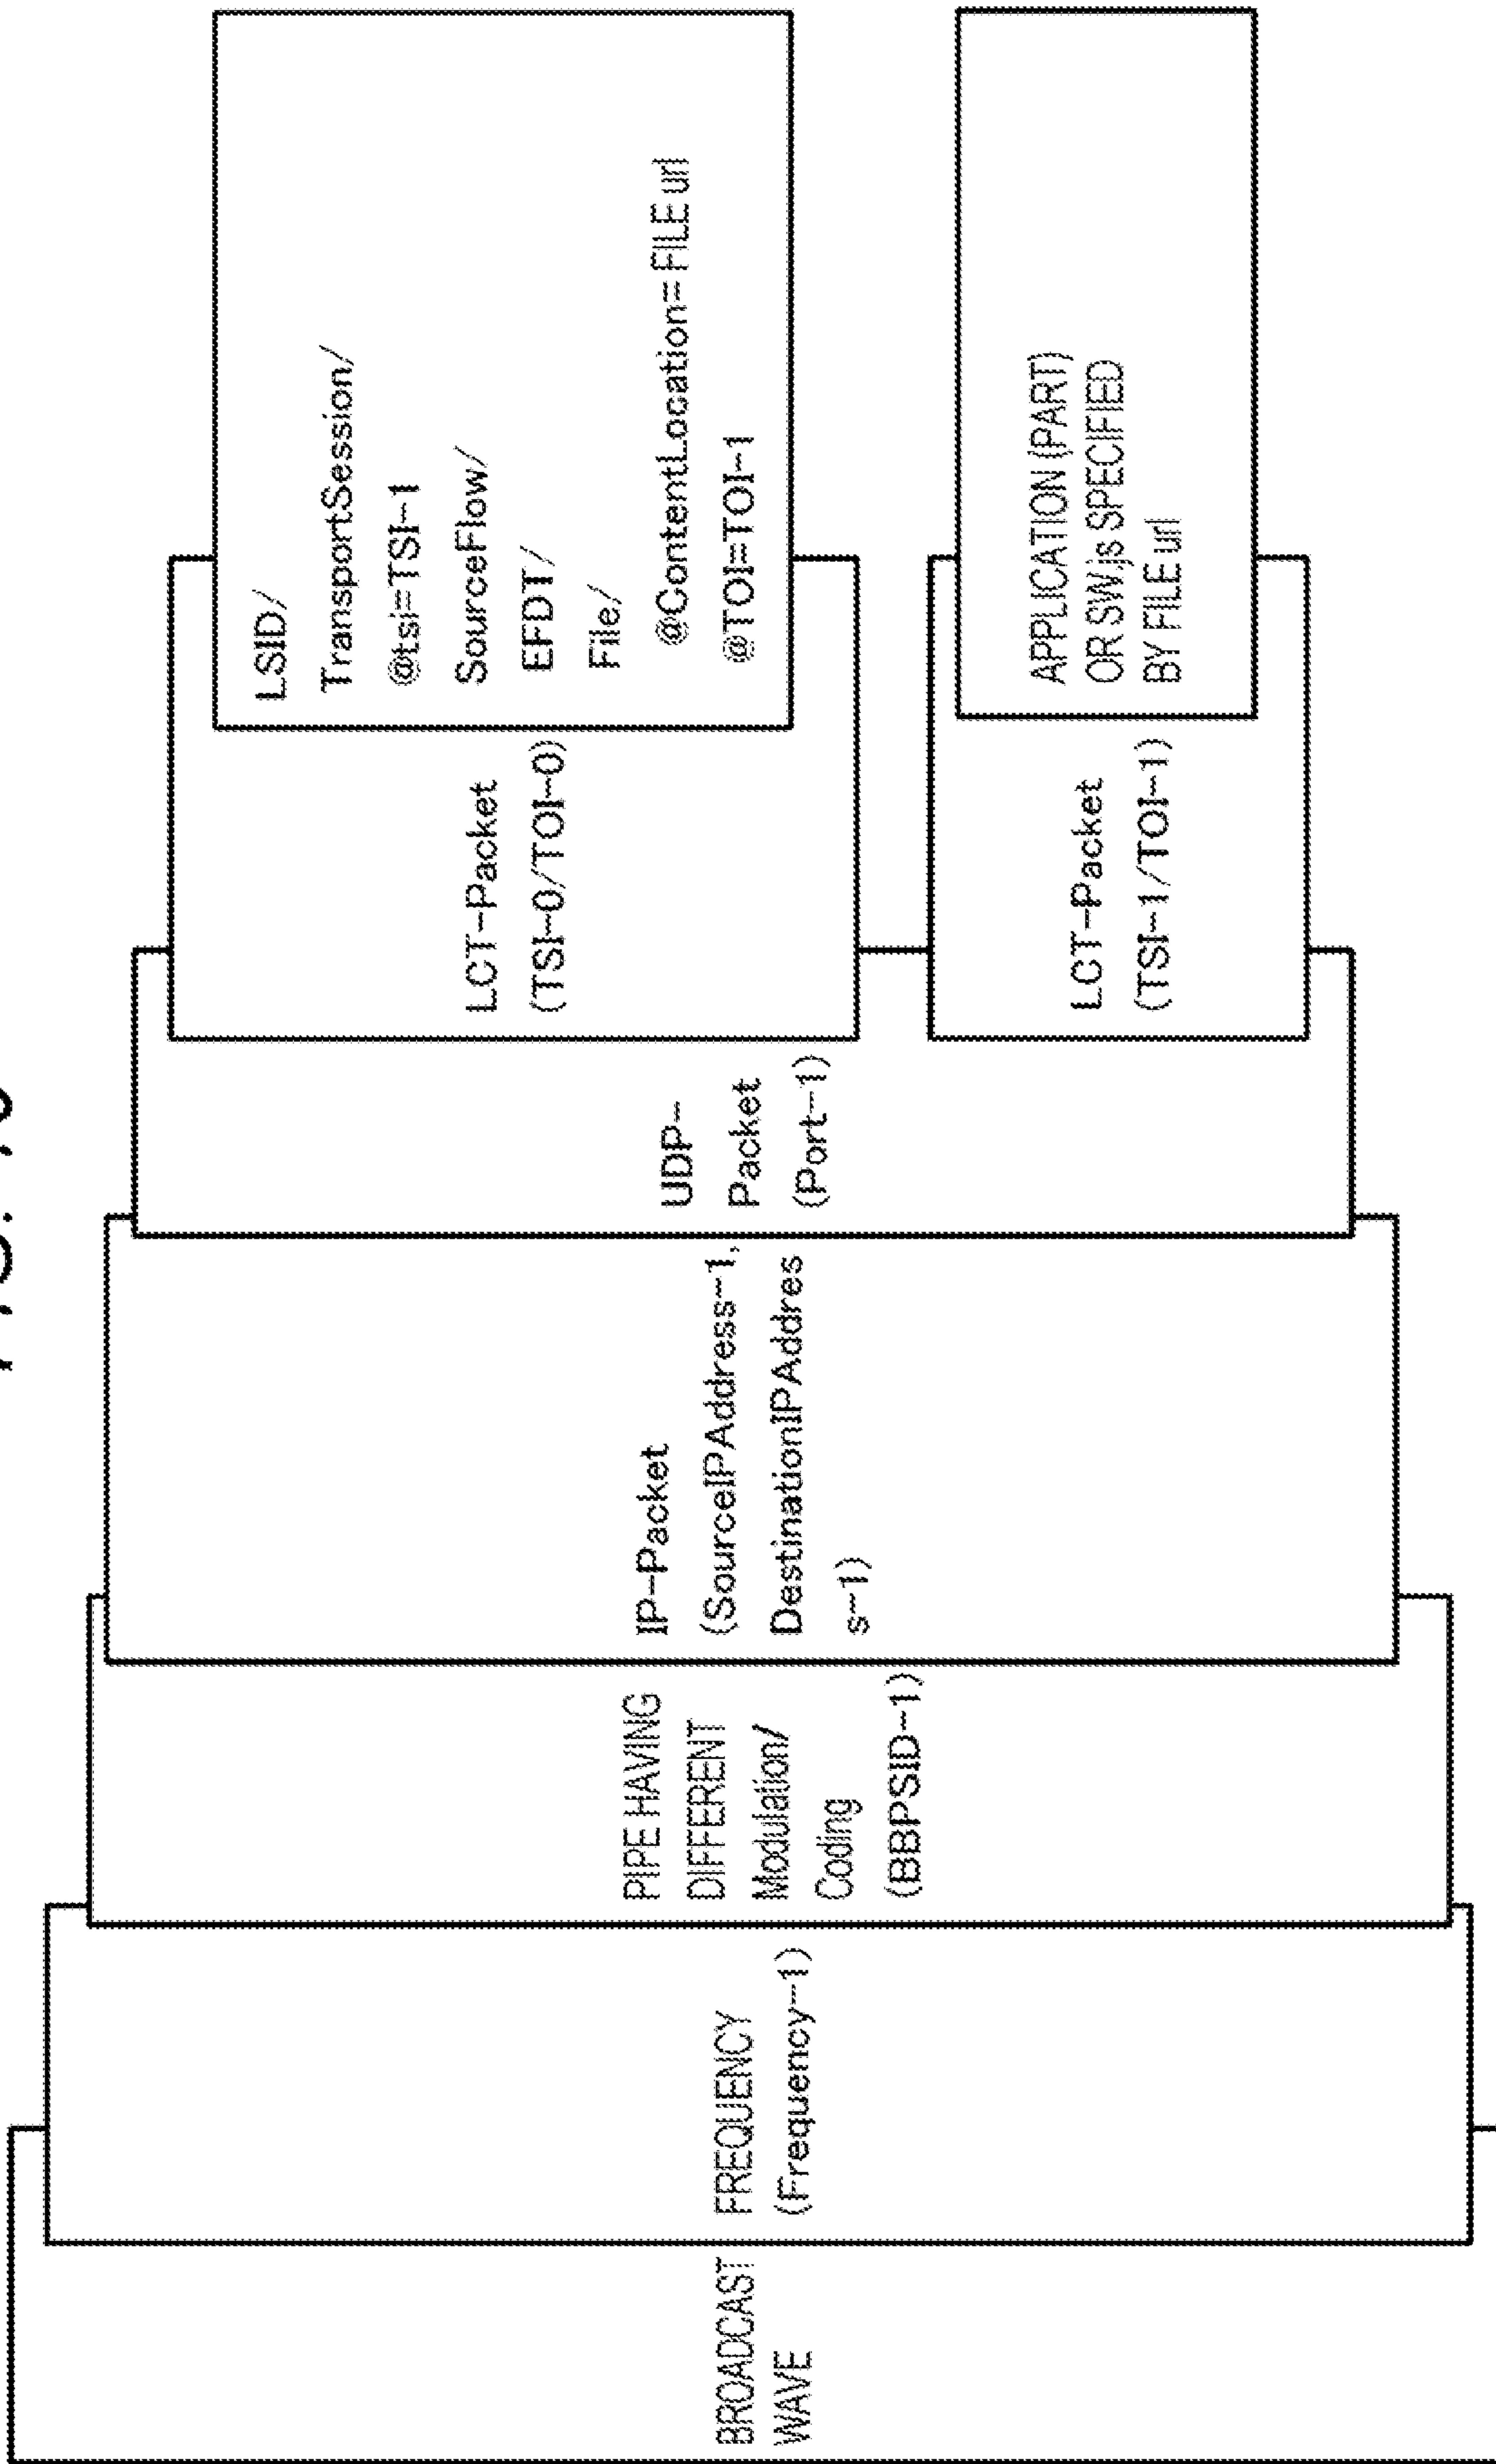 BROADCAST
WAVE
FREQUENCY
(Frequency-1)
PIPE HAVING
DIFFERENT
Modulation/
Coding
(BBPSID-1)
IP-Packet
(SourceIPAddress-1,
DestinationIPAddres
s-1)
UDP-
Packet
(Port-1)
LCT-Packet
(TSI-0/TOI-0)
LSID/
TransportSession/
@tsi=TSI-1
SourceFlow/
EFDT/
File/
@ContentLocation= FILE url
@TOI=TOI-1
LCT-Packet
(TSI-1/TOI-1)
APPLICATION (PART)
OR SW.js SPECIFIED
BY FILE url